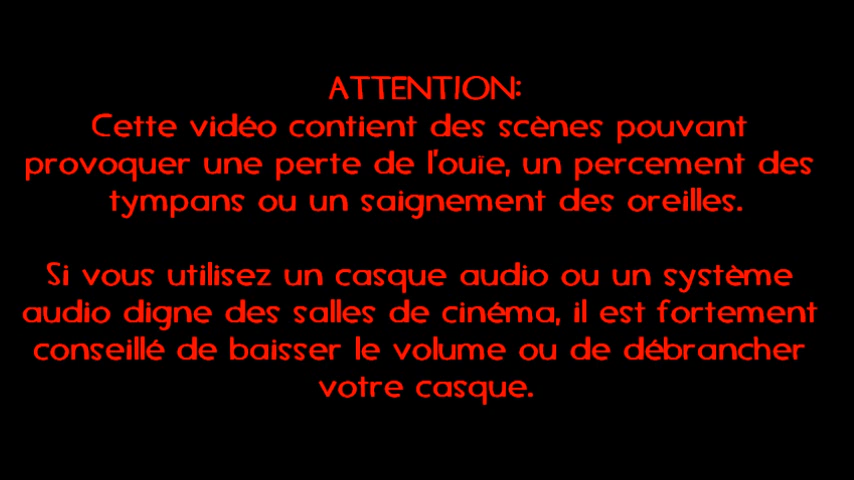 ATTENTION:
Cette vidéo contient des scènes pouvant
provoquer une perte de l'ouïe, un percement des
tympans ou un saignement des oreilles.
Si vous utilisez un casque audio ou un système
audio digne des salles de cinéma, il est fortement
conseillé de baisser le volume ou de débrancher
votre casque.